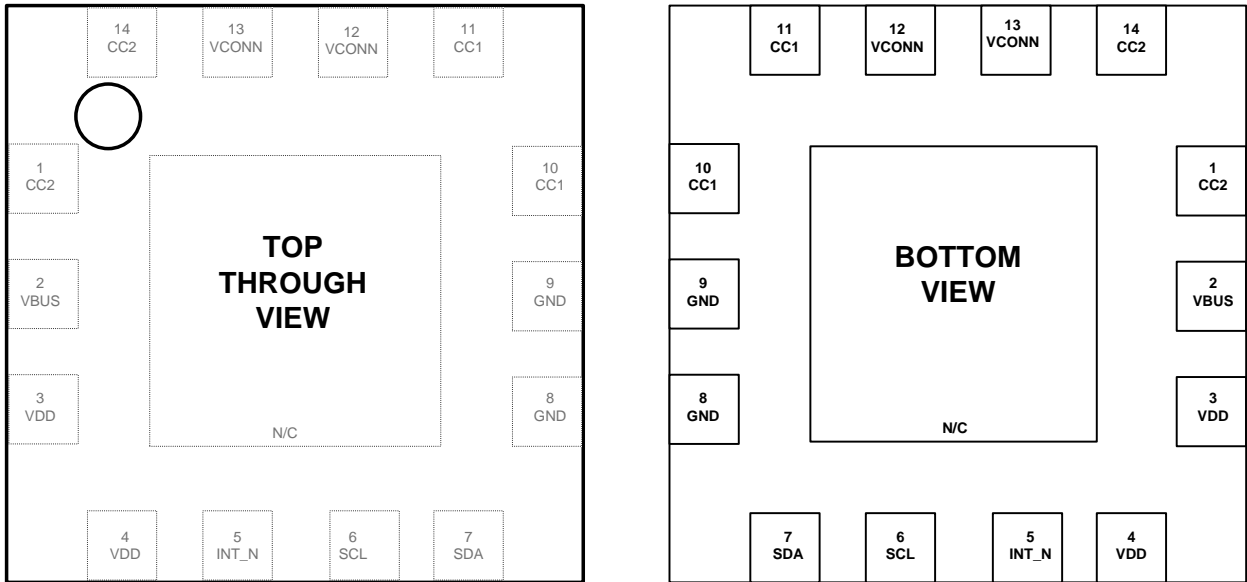 14
CC2
13
VCONN
12
VCONN
11
CC1
1
CC2
10
CC1
TOP
THROUGH
VIEW
2
VBUS
9
GND
3
VDD
8
GND
N/C
4
VDD
5
INT_N
6
SCL
7
SDA
11
CC1
12
VCONN
13
VCONN
14
CC2
10
CC1
1
CC2
BOTTOM
VIEW
9
GND
2
VBUS
8
GND
3
VDD
N/C
7
SDA
6
SCL
5
INT_N
4
VDD